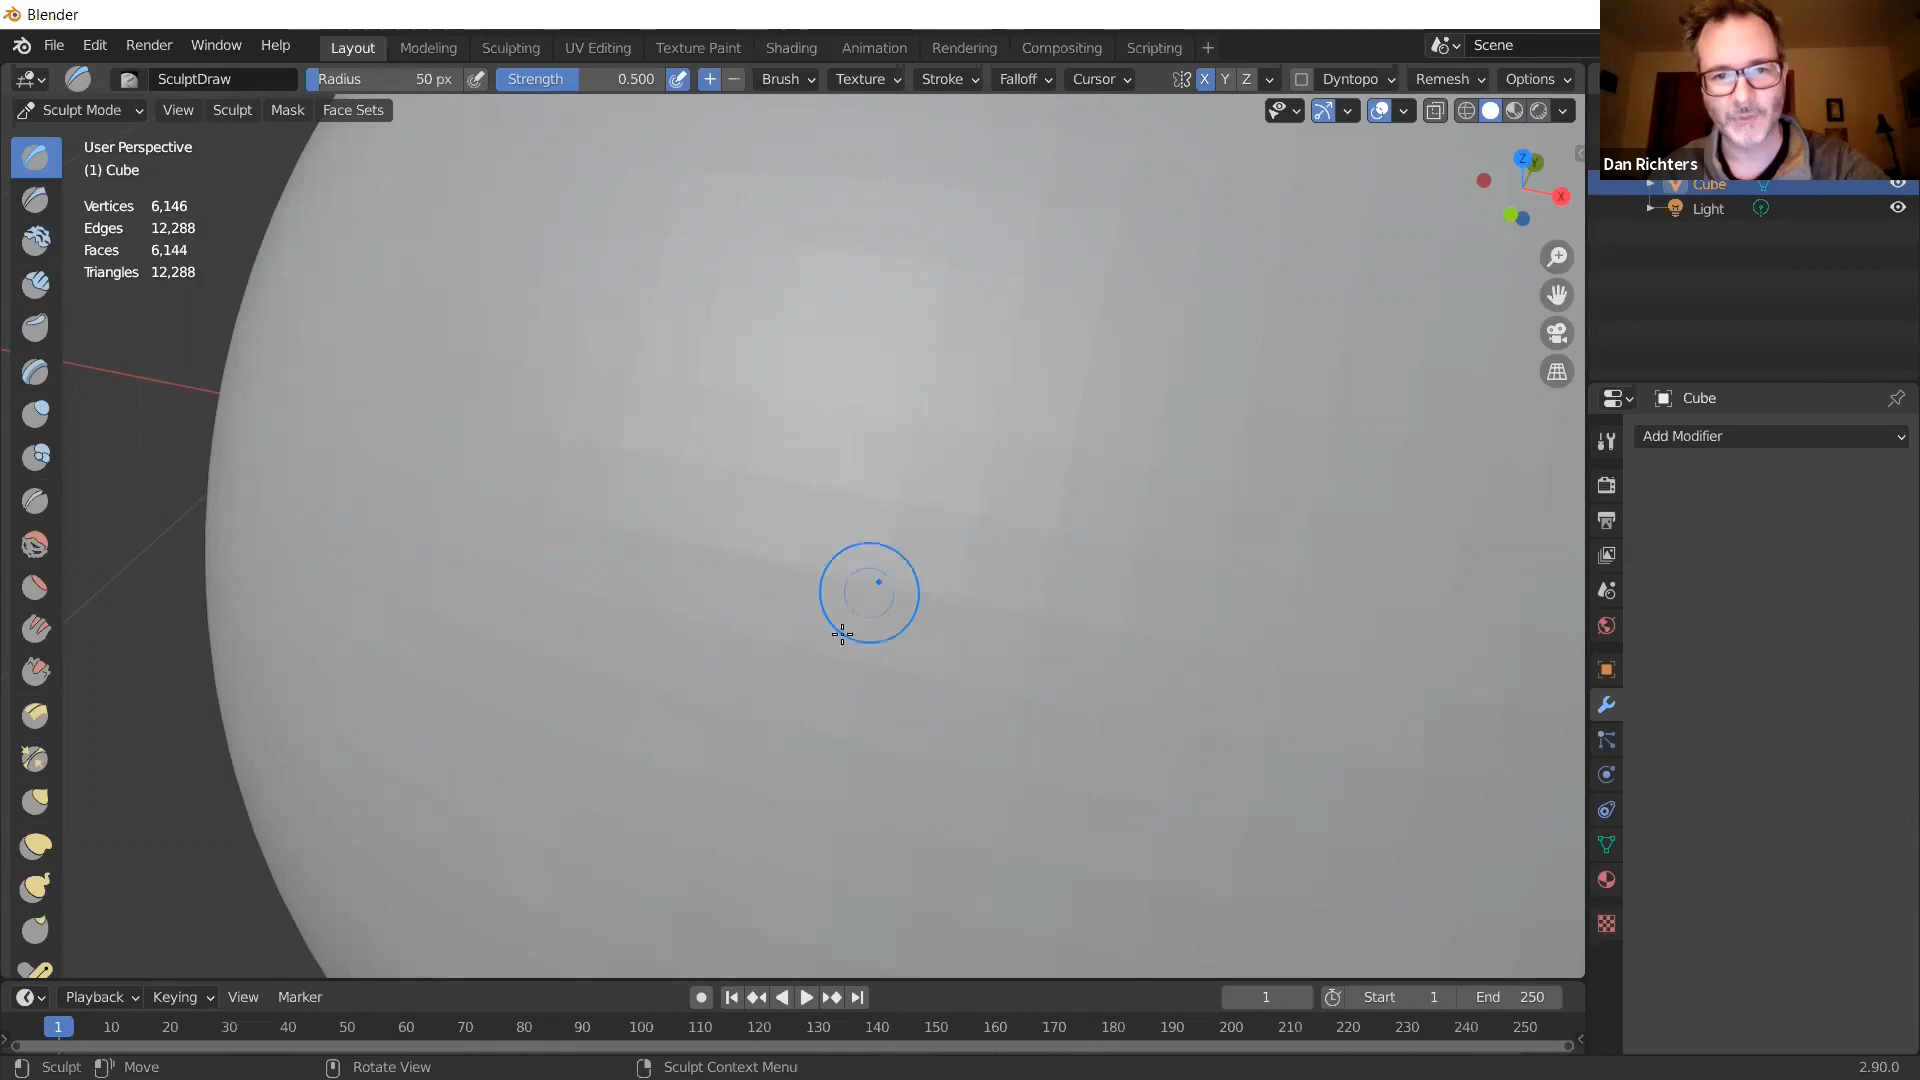 Blender
File Edit Render Window Help Layout Modeling Sculpting UV Editing Texture Paint Shading Animation Rendering Compositing Scripting + Scene
SculptDraw Radius 50 px Strength 0.500 + − Brush Texture Stroke Falloff Cursor X Y Z Dyntopo Remesh Options
Sculpt Mode View Sculpt Mask Face Sets
User Perspective
(1) Cube
Vertices 6,146
Edges 12,288
Faces 6,144
Triangles 12,288
Z
Y
X
Dan Richters
Cube
Light
Cube
Add Modifier
Playback Keying View Marker 1 Start 1 End 250
1 10 20 30 40 50 60 70 80 90 100 110 120 130 140 150 160 170 180 190 200 210 220 230 240 250
Sculpt Move Rotate View Sculpt Context Menu 2.90.0